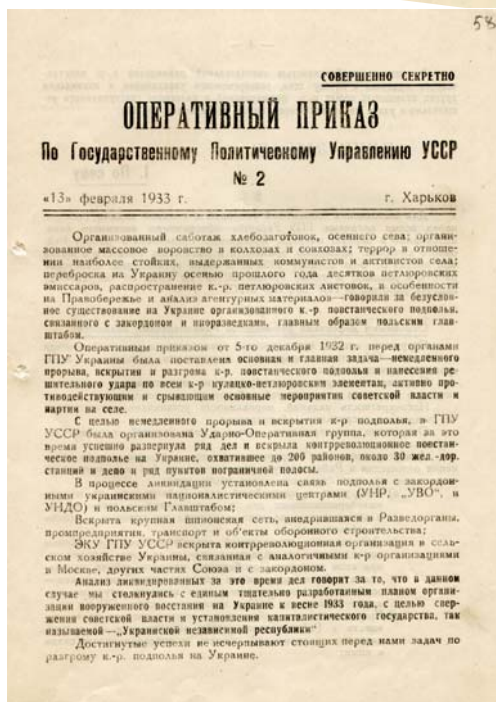 58
СОВЕРШЕННО СЕКРЕТНО
ОПЕРАТИВНЫЙ ПРИКАЗ
По Государственному Политическому Управлению УССР
№ 2
«13» февраля 1933 г. г. Харьков
Организованный саботаж хлебозаготовок, осеннего сева; органи-
зованное массовое воровство в колхозах и совхозах; террор в отноше-
нии наиболее стойких, выдержанных коммунистов и активистов села;
переброска на Украину осенью прошлого года десятков петлюровских
эмиссаров, распространение к.-р. петлюровских листовок, в особенности
на Правобережье и анализ агентурных материалов—говорили за безуслов-
ное существование на Украине организованного к.-р повстанческого подполья,
связанного с закордоном и иноразведками, главным образом польским глав-
штабом.
Оперативным приказом от 5-го декабря 1932 г. перед органами
ГПУ Украины была поставлена основная и главная задача—немедленного
прорыва, вскрытия и разгрома к.-р. повстанческого подполья и нанесения ре-
шительного удара по всем к-р кулацко-петлюровским элементам, активно про-
тиводействующим и срывающим основные мероприятия советской власти и
партии на селе.
С целью немедленного прорыва и вскрытия к-р подполья, в ГПУ
УССР была организована Ударно-Оперативная группа, которая за это
время успешно развернула ряд дел и вскрыла контрреволюционное повстан-
ческое подполье на Украине, охватившее до 200 районов, около 30 жел.-дор.
станций и депо и ряд пунктов пограничной полосы.
В процессе ликвидации установлена связь подполья с закордон-
ными украинскими националистическими центрами (УНР, „УВО“, и
УНДО) и польским Главштабом;
Вскрыта крупная шпионская сеть, внедрившаяся в Разведорганы,
промпредприятия, транспорт и об'екты оборонного строительства;
ЭКУ ГПУ УССР вскрыта контрреволюционная организация в сель-
ском хозяйстве Украины, связанная с аналогичными к-р организациями
в Москве, других частях Союза и с закордоном.
Анализ ликвидированных за это время дел говорит за то, что в данном
случае мы столкнулись с единым тщательно разработанным планом органи-
зации вооруженного восстания на Украине к весне 1933 года, с целью свер-
жения советской власти и установления капиталистического государства, так
называемой—„Украинской независимой республики“
Достигнутые успехи не исчерпывают стоящих перед нами задач по
разгрому к.-р. подполья на Украине.